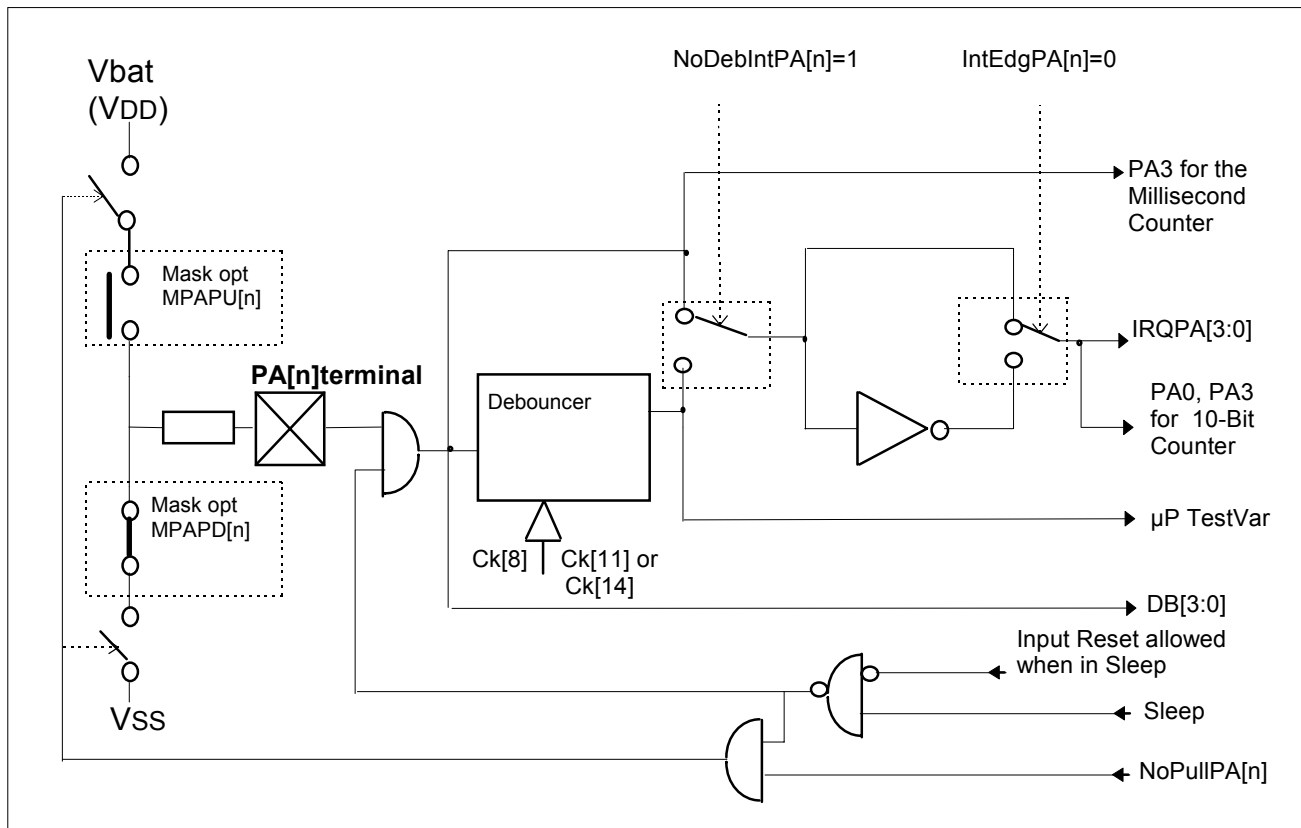 NoDebIntPA[n]=1
IntEdgPA[n]=0
Vbat
(VDD)
PA3 for the
Millisecond
Counter
Mask opt
MPAPU[n]
IRQPA[3:0]
PA[n]terminal
PA0, PA3
for 10-Bit
Counter
Debouncer
Mask opt
MPAPD[n]
µP TestVar
Ck[8]
Ck[11] or
Ck[14]
DB[3:0]
Input Reset allowed
when in Sleep
VSS
Sleep
NoPullPA[n]